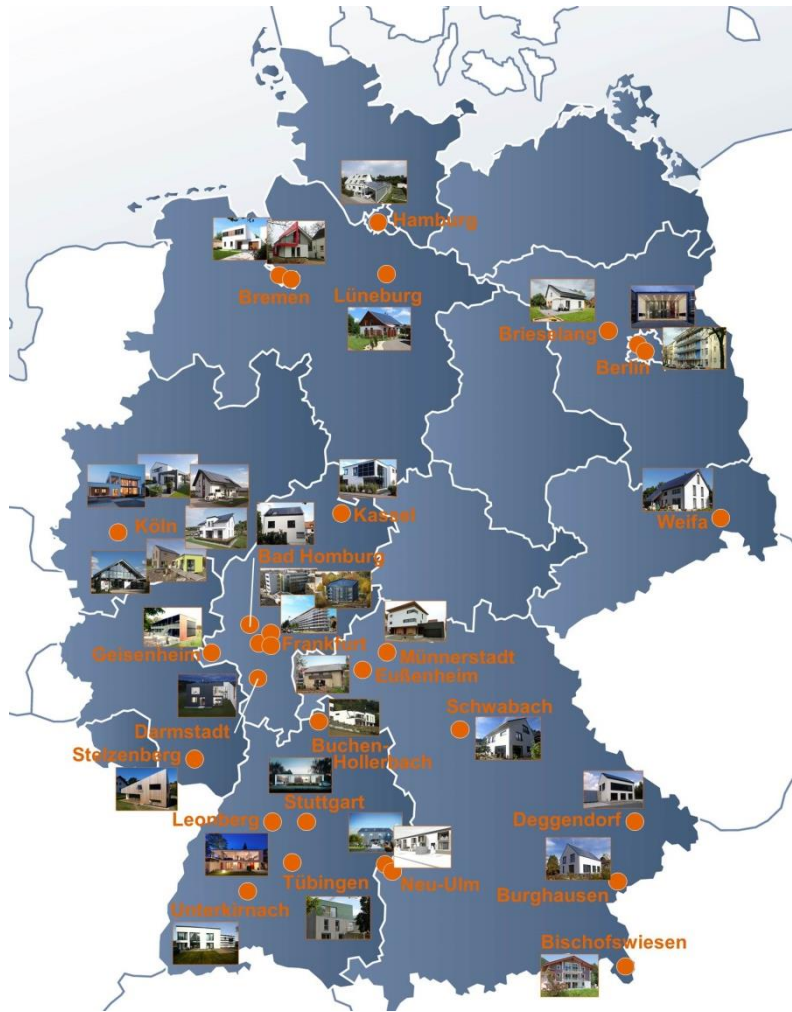 Hamburg
Bremen
Lüneburg
Brieselang
Berlin
Köln
Kassel
Weifa
Bad Homburg
Frankfurt
Geisenheim
Münnerstadt
Eußenheim
Darmstadt
Schwabach
Stelzenberg
Buchen-
Hollerbach
Stuttgart
Leonberg
Deggendorf
Tübingen
Neu-Ulm
Burghausen
Unterkirnach
Bischofswiesen